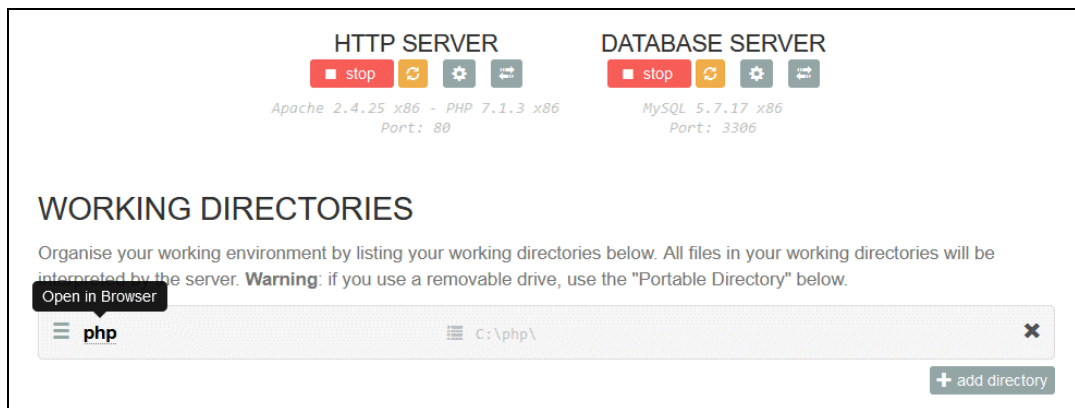 HTTP SERVER
DATABASE SERVER
stop
stop
Apache 2.4.25 x86 - PHP 7.1.3 x86
Port: 80
MySQL 5.7.17 x86
Port: 3306
WORKING DIRECTORIES
Organise your working environment by listing your working directories below. All files in your working directories will be
interpreted by the server. Warning: if you use a removable drive, use the "Portable Directory" below.
Open in Browser
php
C:\php\
add directory